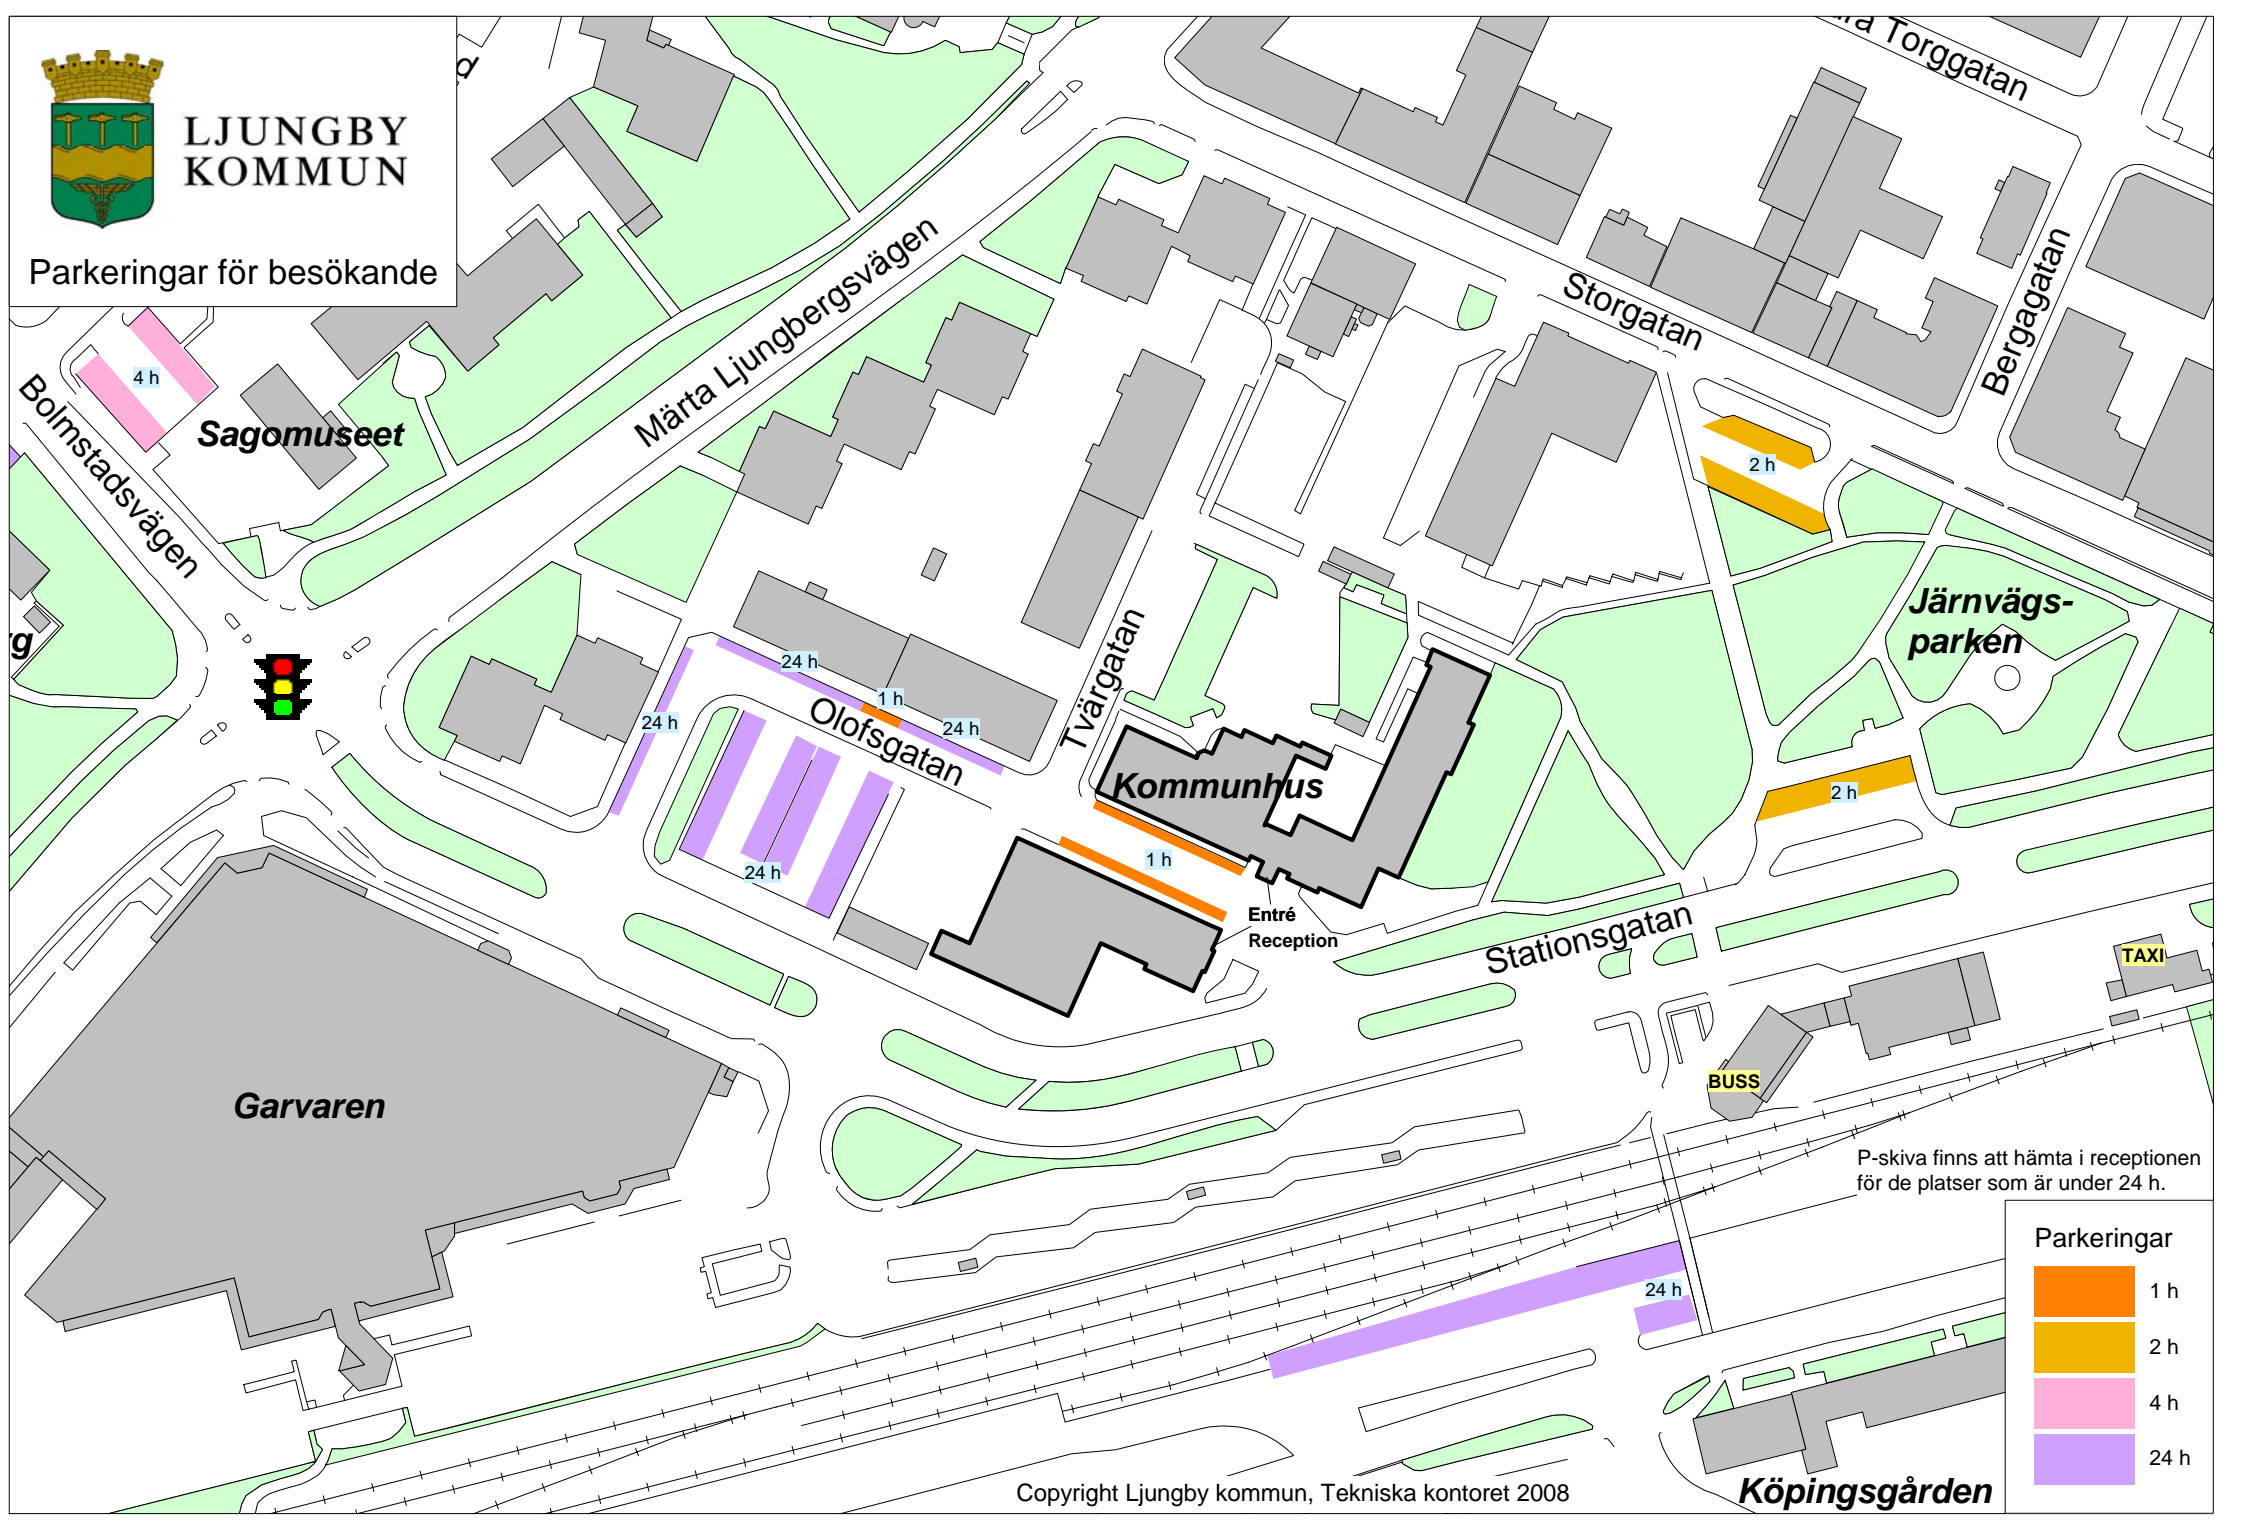 LJUNGBY
KOMMUN
Parkeringar för besökande
Torggatan
Märta Ljungbergsvägen
Storgatan
Bergagatan
4 h
Sagomuseet
Bolmstadsvägen
2 h
Järnvägs-
parken
24 h
1 h
24 h
24 h
Olofsgatan
Tvärgatan
Kommunhus
2 h
1 h
24 h
Entré
Reception
Stationsgatan
TAXI
BUSS
Garvaren
P-skiva finns att hämta i receptionen
för de platser som är under 24 h.
24 h
Parkeringar
1 h
2 h
4 h
24 h
Köpingsgården
Copyright Ljungby kommun, Tekniska kontoret 2008